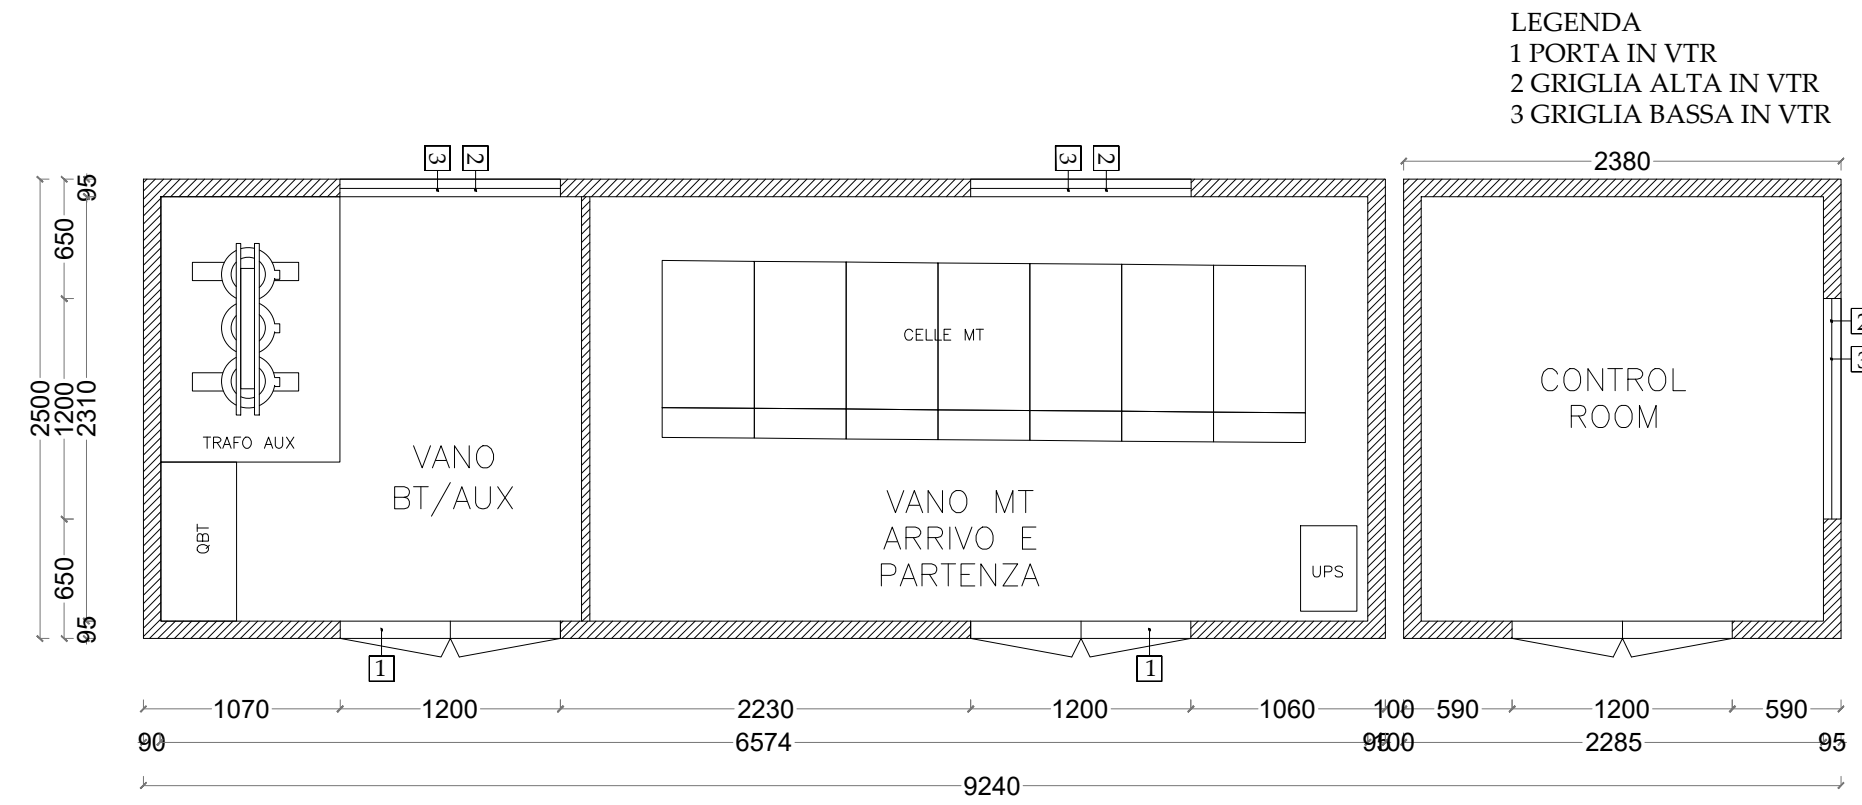 LEGENDA
1 PORTA IN VTR
2 GRIGLIA ALTA IN VTR
3 GRIGLIA BASSA IN VTR
2380
3
2
3
2
95
650
2500
1200
2310
650
95
TRAFO AUX
QBT
VANO
BT/AUX
CELLE MT
VANO MT
ARRIVO E
PARTENZA
UPS
CONTROL
ROOM
2
3
1
1
1070
1200
2230
1200
1060
100
590
1200
590
90
6574
100
2285
95
9240